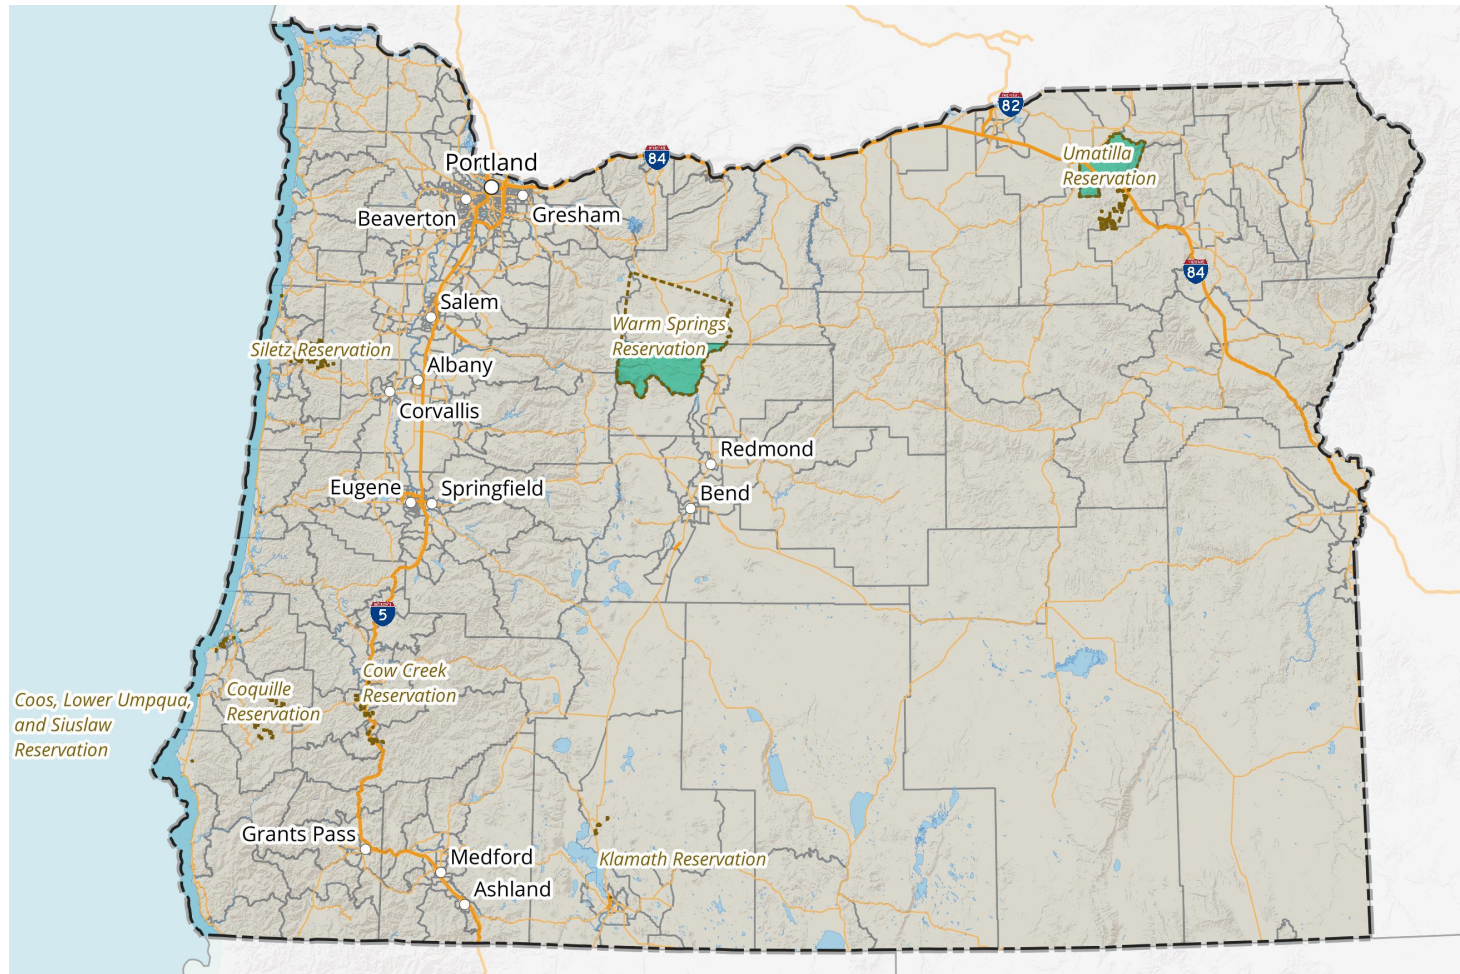 82
84
Portland
Umatilla
Reservation
Beaverton
Gresham
84
Salem
Warm Springs
Reservation
Siletz Reservation
Albany
Corvallis
Redmond
Eugene
Springfield
Bend
5
Cow Creek
Reservation
Coquille
Reservation
Coos, Lower Umpqua,
and Siuslaw
Reservation
Grants Pass
Medford
Klamath Reservation
Ashland